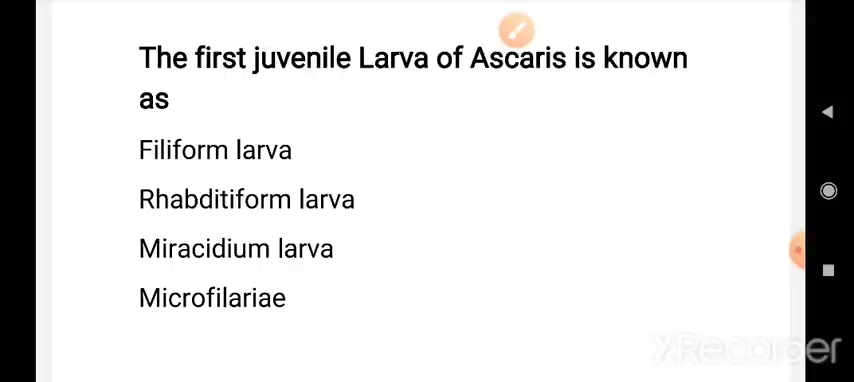 The first juvenile Larva of Ascaris is known
as
Filiform larva
Rhabditiform larva
Miracidium larva
Microfilariae
XRecorder